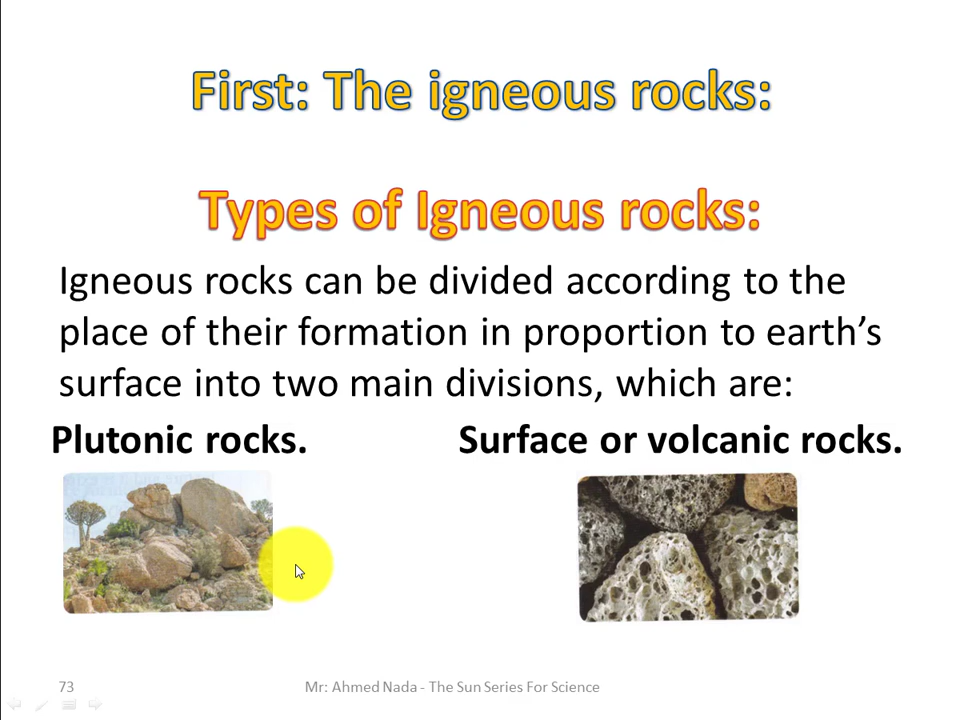 First: The igneous rocks:
Types of Igneous rocks:
Igneous rocks can be divided according to the
place of their formation in proportion to earth’s
surface into two main divisions, which are:
Plutonic rocks. Surface or volcanic rocks.
73 Mr: Ahmed Nada - The Sun Series For Science